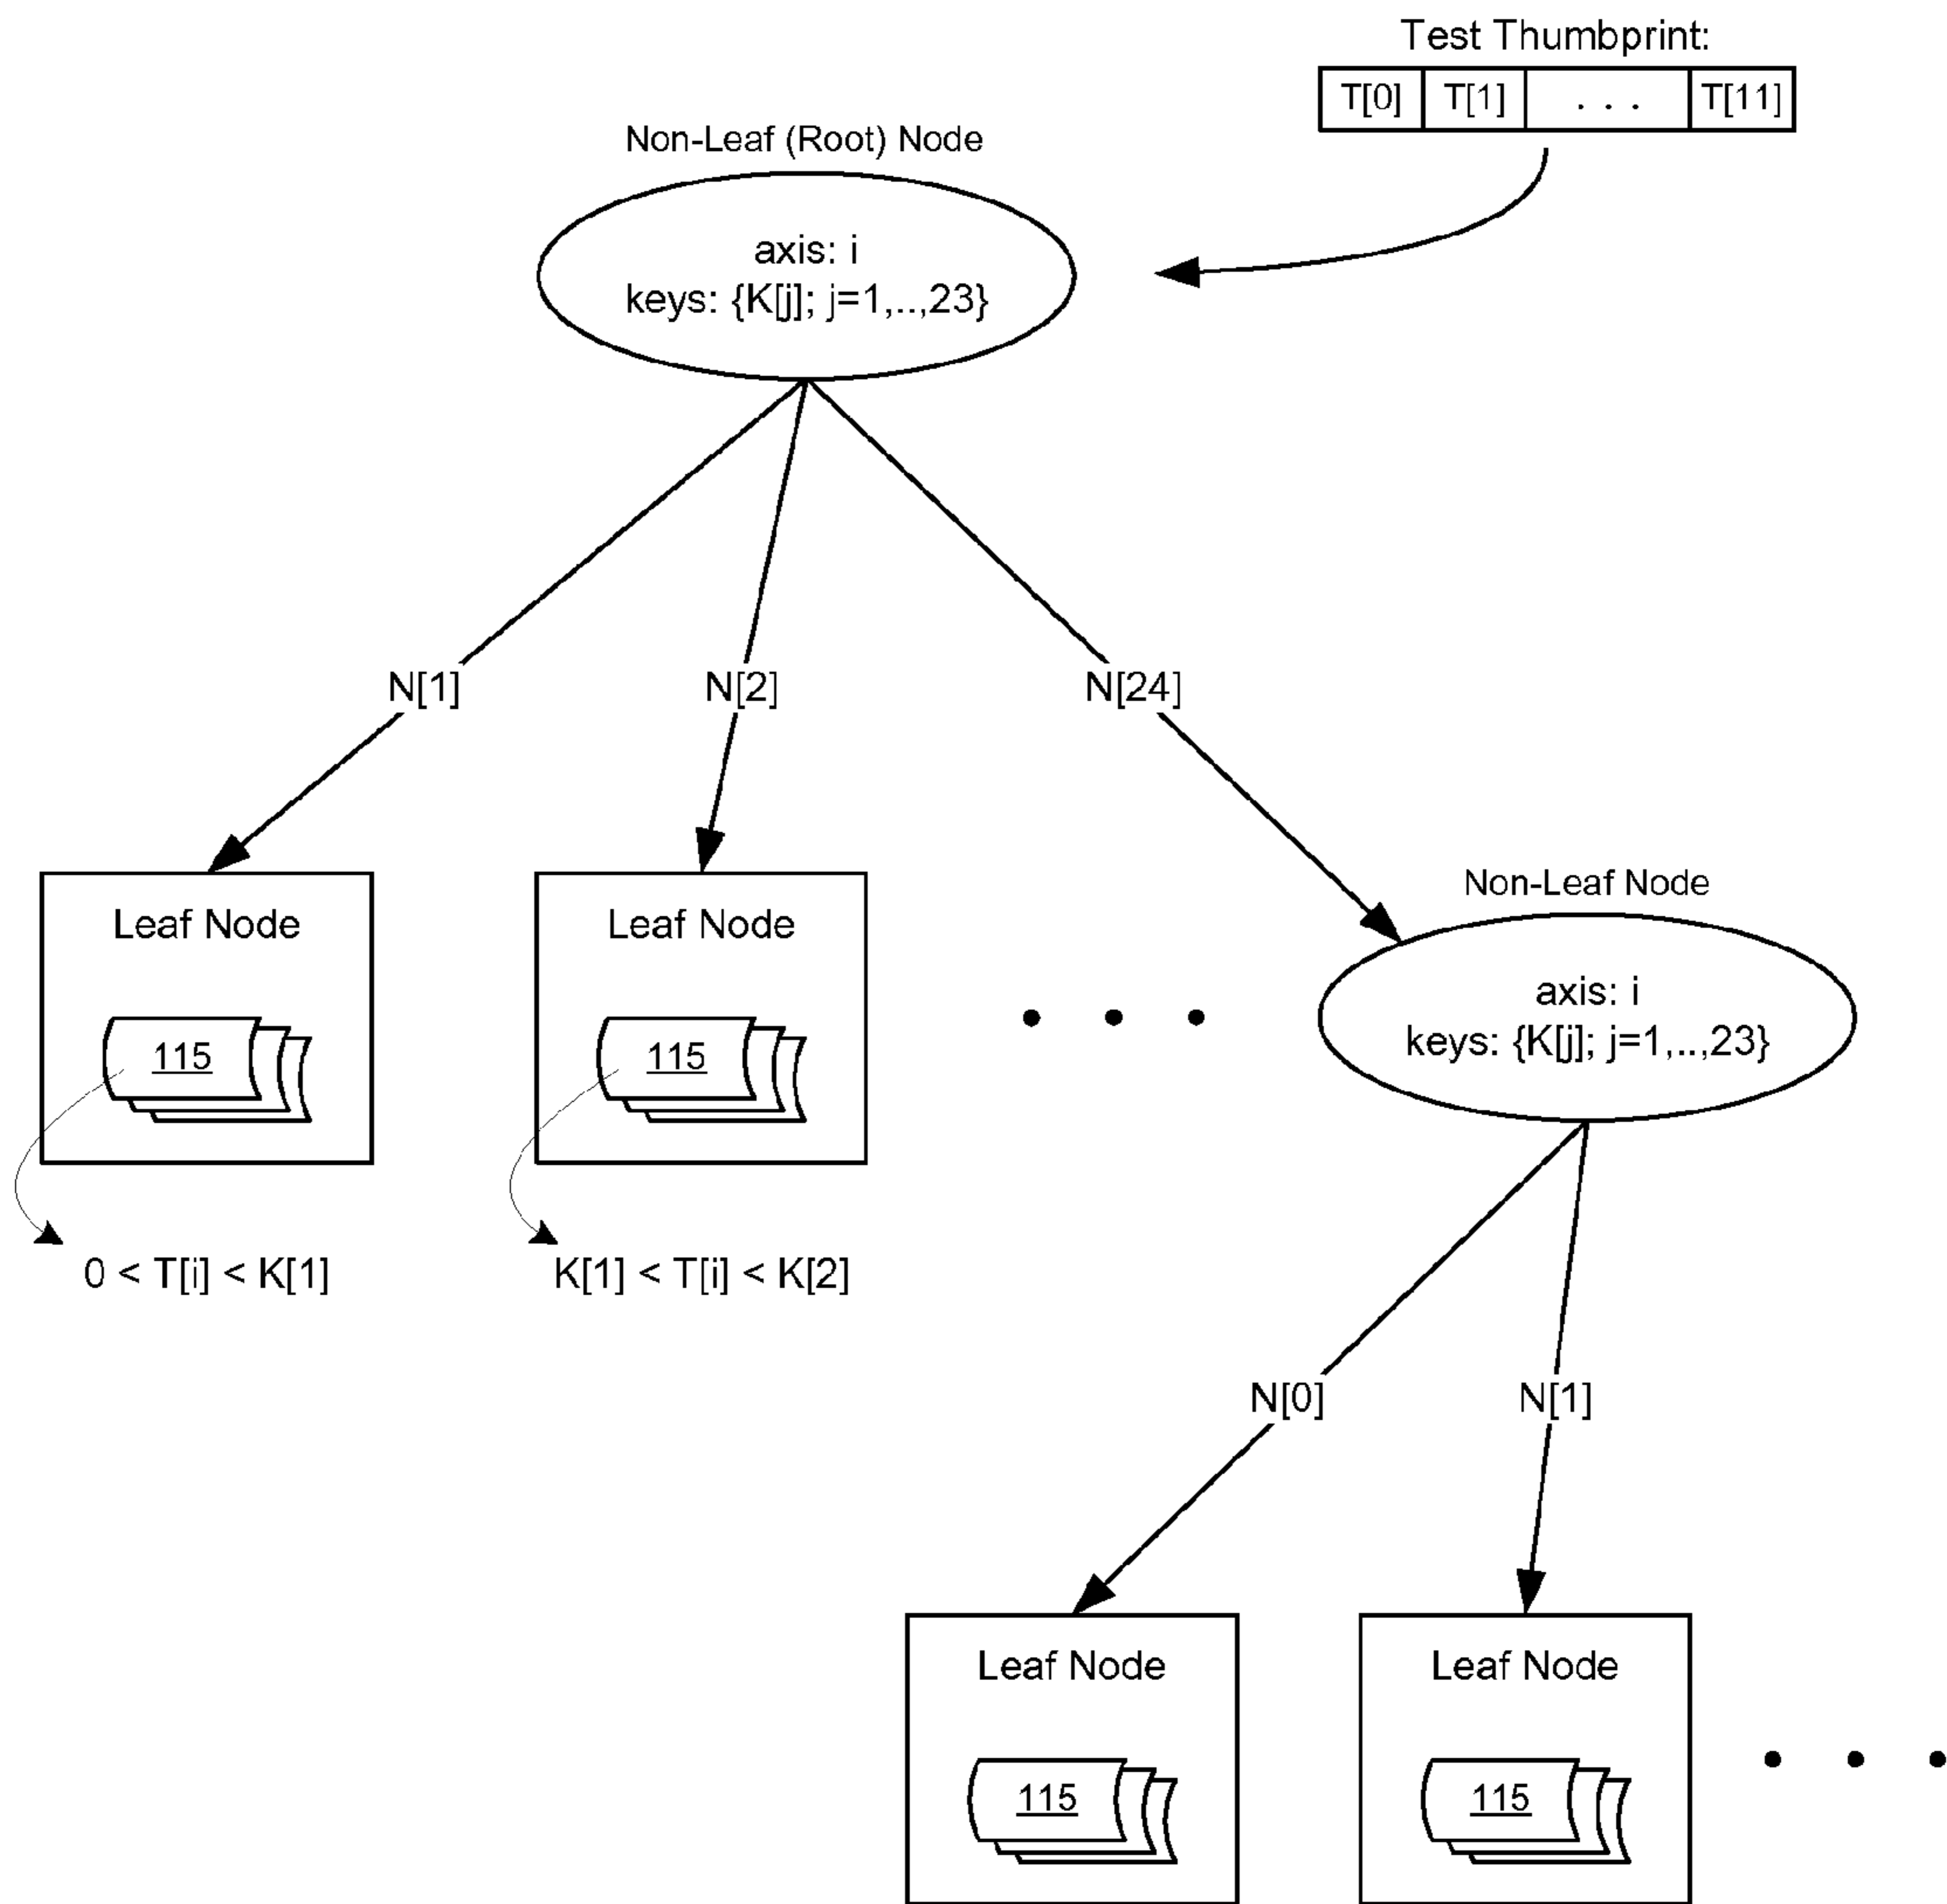 Test Thumbprint:
T[0] T[1] . . . T[11]
Non-Leaf (Root) Node
axis: i
keys: {K[j]; j=1,..,23}
N[1] N[2] N[24]
Leaf Node
115
0 < T[i] < K[1]
Leaf Node
115
K[1] < T[i] < K[2]
Non-Leaf Node
axis: i
keys: {K[j]; j=1,..,23}
N[0] N[1]
Leaf Node
115
Leaf Node
115